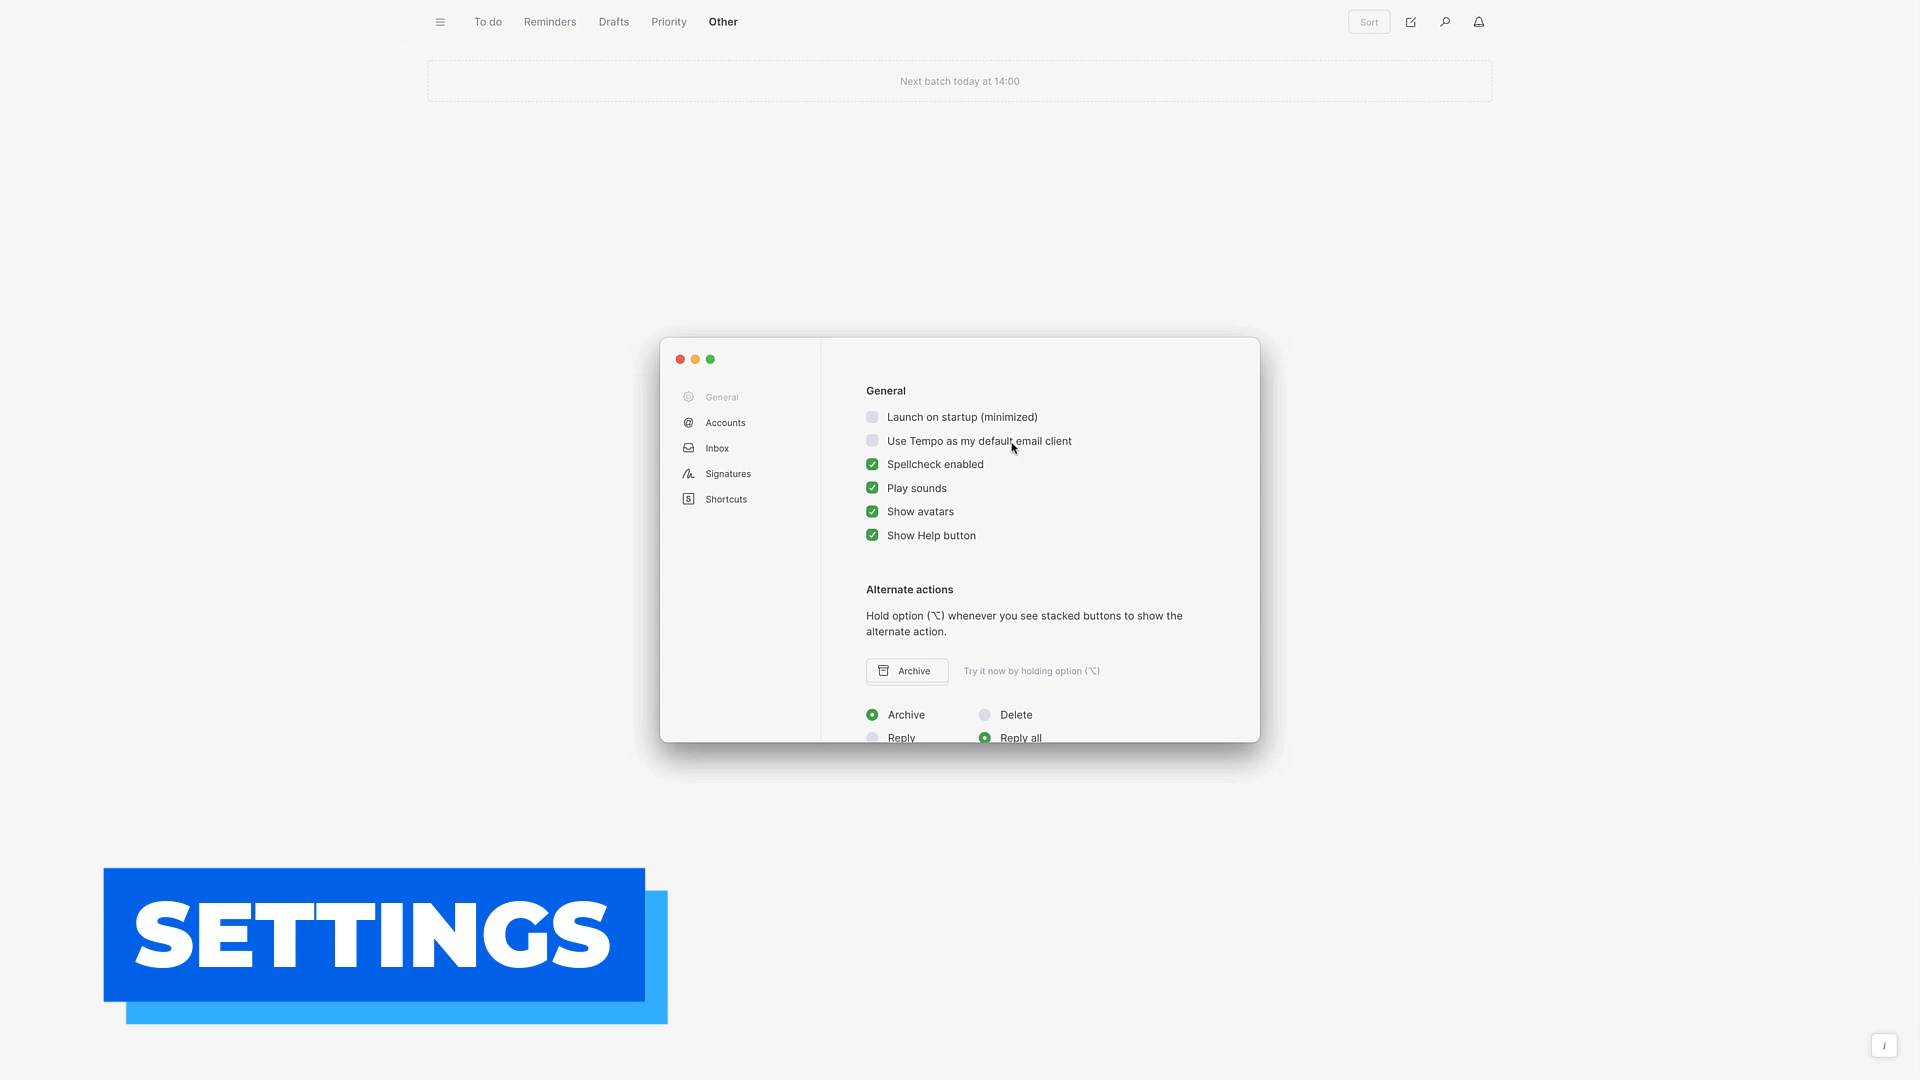 To do
Reminders
Drafts
Priority
Other
Sort
Next batch today at 14:00
General
Accounts
Inbox
Signatures
S
Shortcuts
General
Launch on startup (minimized)
Use Tempo as my default email client
Spellcheck enabled
Play sounds
Show avatars
Show Help button
Alternate actions
Hold option (⌥) whenever you see stacked buttons to show the
alternate action.
Archive
Try it now by holding option (⌥)
Archive
Delete
Reply
Reply all
SETTINGS
i